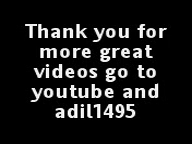 Thank you for
more great
videos go to
youtube and
adil1495